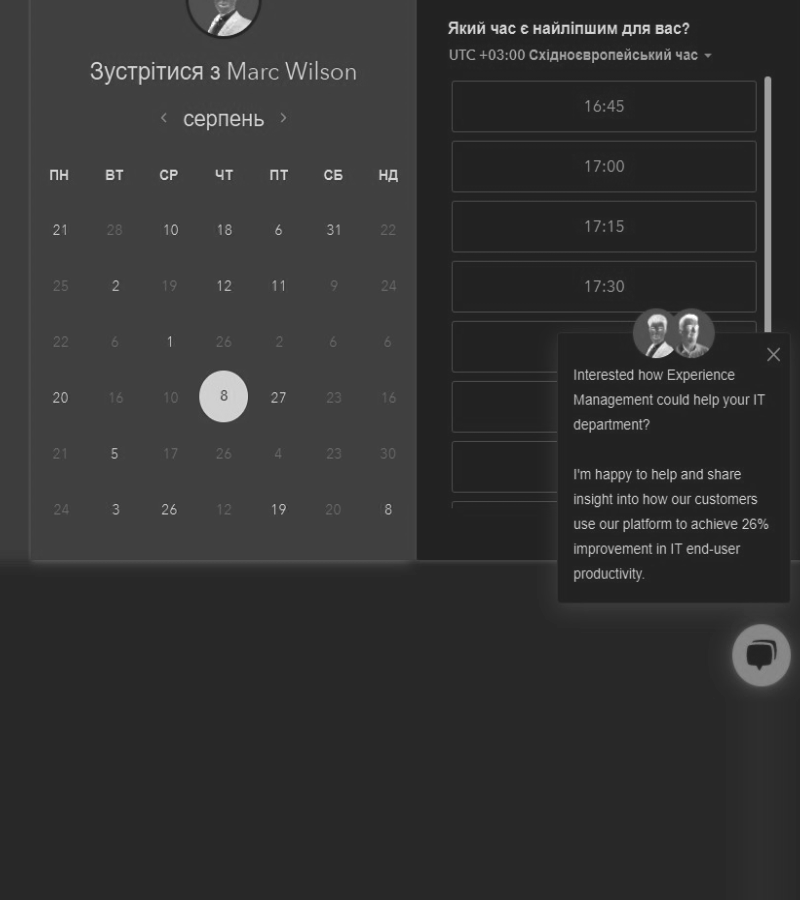 Зустрітися з Marc Wilson
серпень
ПН ВТ СР ЧТ ПТ СБ НД
21 28 10 18 6 31 22
25 2 19 12 11 9 24
22 6 1 26 2 6 6
20 16 10 8 27 23 16
21 5 17 26 4 23 30
24 3 26 12 19 20 8
Який час є найліпшим для вас?
UTC +03:00 Східноєвропейський час
16:45
17:00
17:15
17:30
Interested how Experience
Management could help your IT
department?
I'm happy to help and share
insight into how our customers
use our platform to achieve 26%
improvement in IT end-user
productivity.